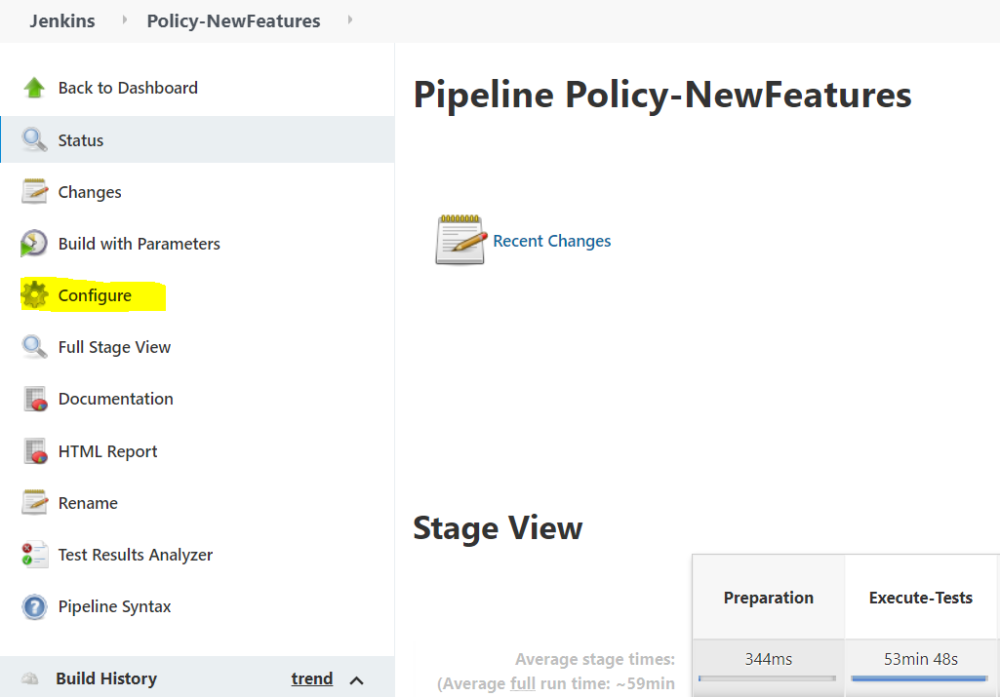 Jenkins Policy-NewFeatures
Back to Dashboard
Status
Changes
Build with Parameters
Configure
Full Stage View
Documentation
HTML Report
Rename
Test Results Analyzer
Pipeline Syntax
Build History trend
Pipeline Policy-NewFeatures
Recent Changes
Stage View
Preparation Execute-Tests
Average stage times: 344ms 53min 48s
(Average full run time: ~59min